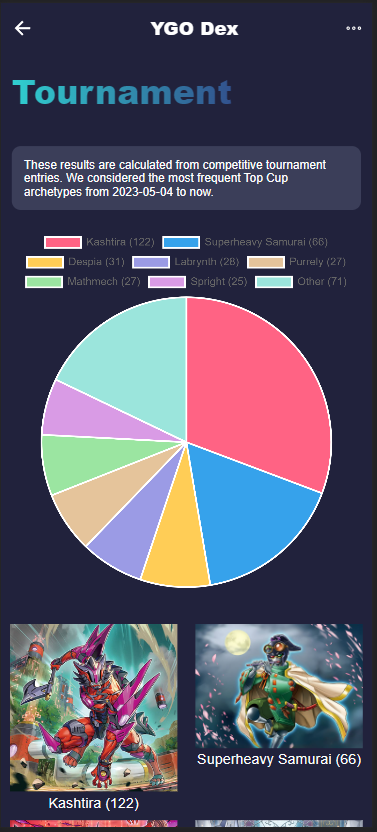 YGO Dex
Tournament
These results are calculated from competitive tournament
entries. We considered the most frequent Top Cup
archetypes from 2023-05-04 to now.
Kashtira (122) Superheavy Samurai (66)
Despia (31) Labrynth (28) Purrely (27)
Mathmech (27) Spright (25) Other (71)
Kashtira (122)
Superheavy Samurai (66)